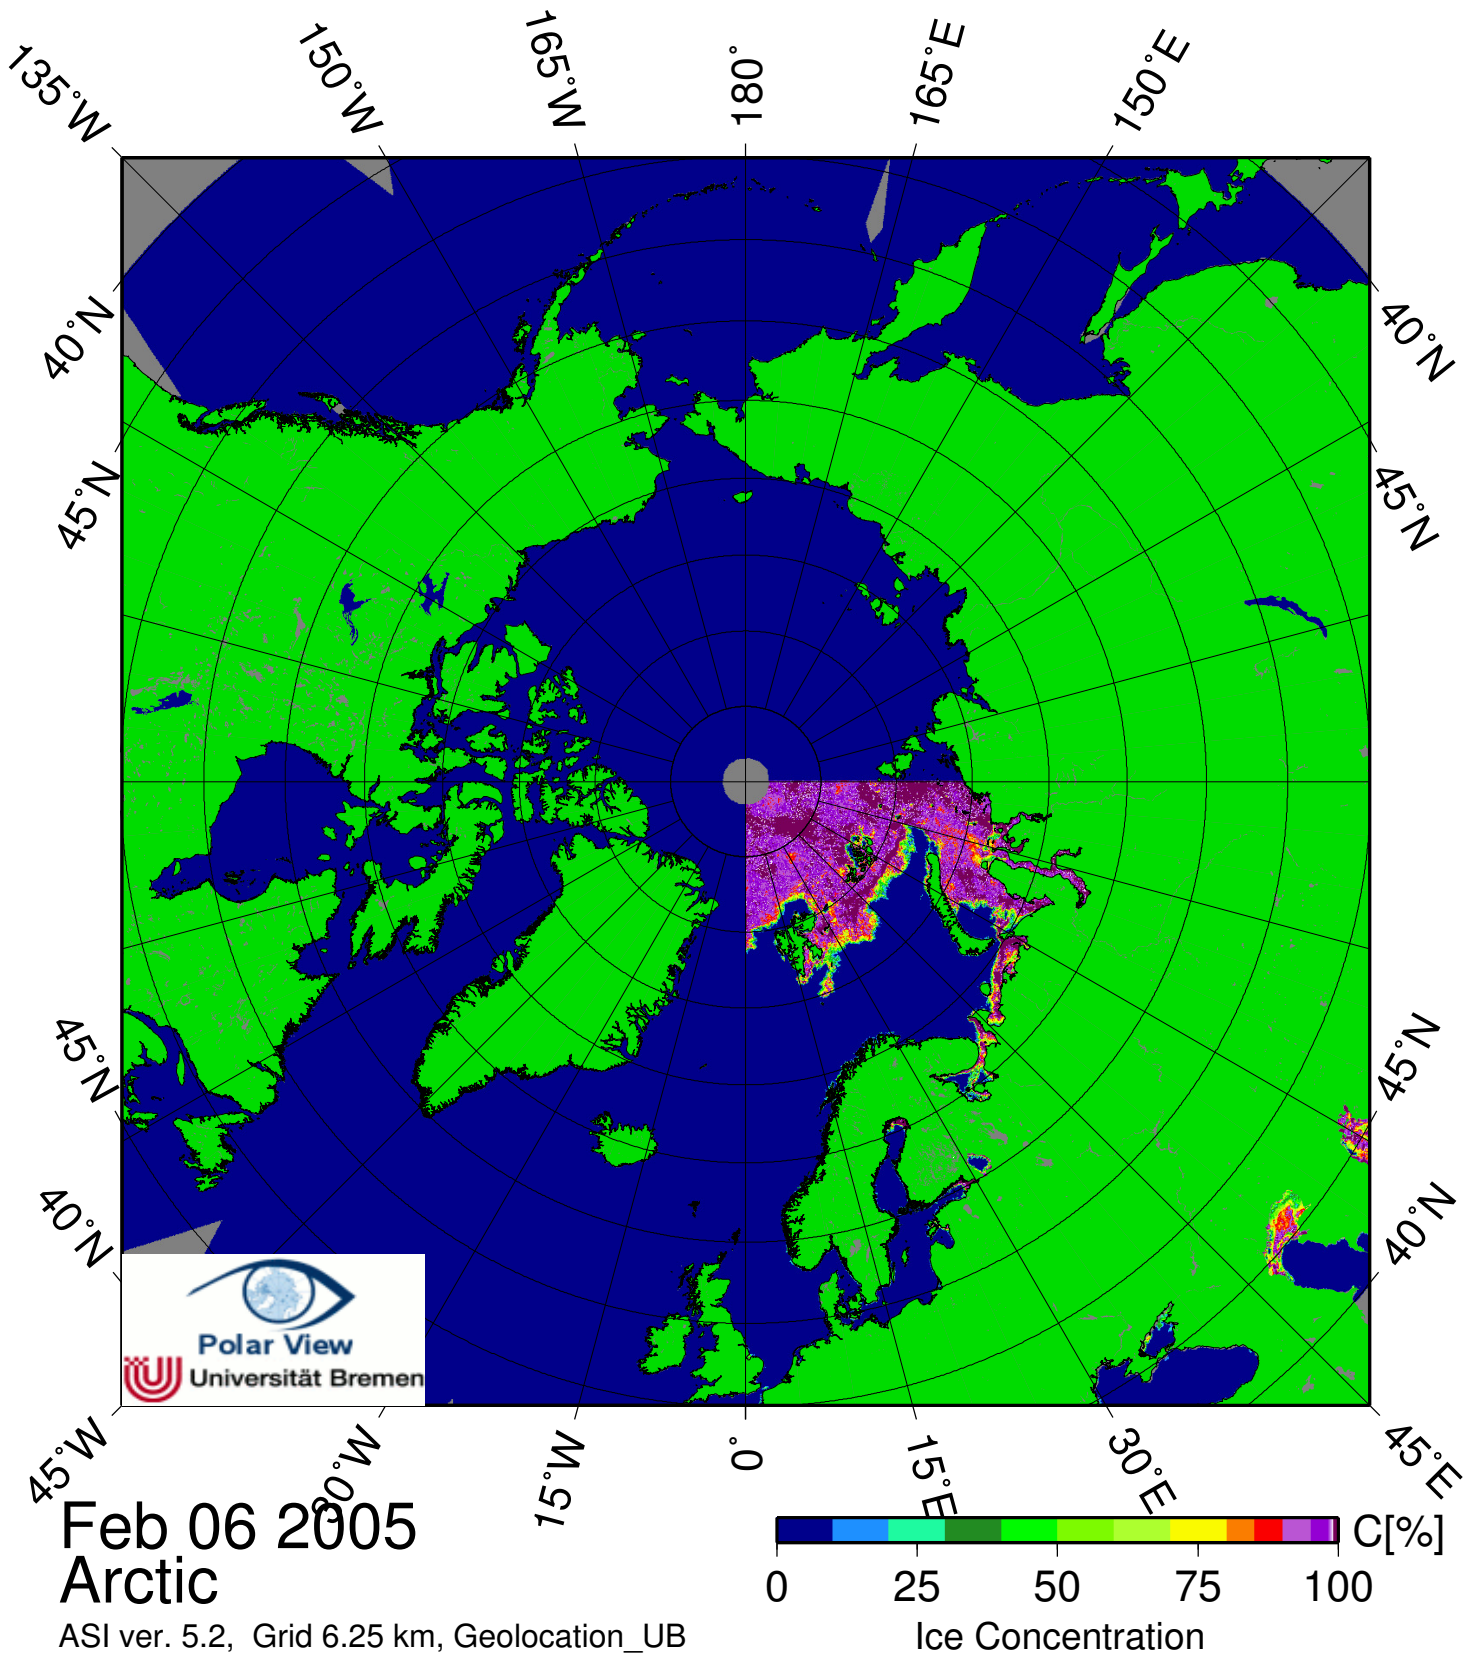 135°W
150°W
165°W
180°
165°E
150°E
40°N
40°N
45°N
45°N
45°N
45°N
40°N
40°N
Polar View
Universität Bremen
45°W
30°W
15°W
0°
15°E
30°E
45°E
Feb 06 2005
Arctic
ASI ver. 5.2, Grid 6.25 km, Geolocation_UB
C[%]
0 25 50 75 100
Ice Concentration